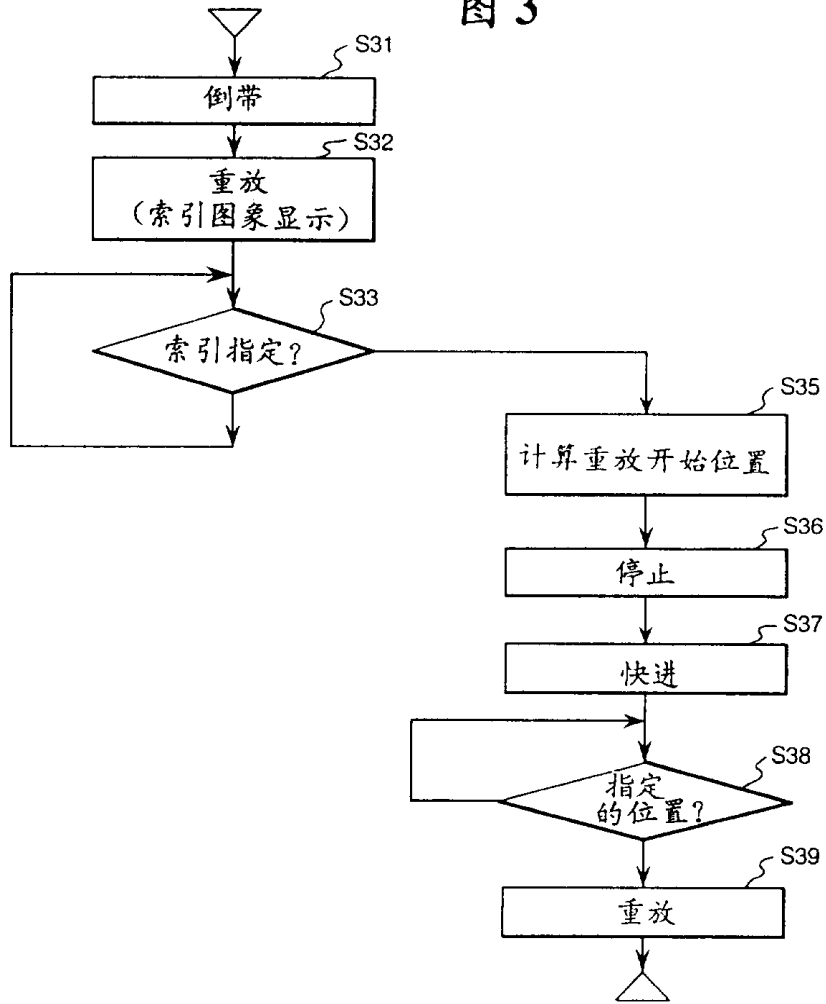 图 3
S31
倒带
S32
重放
(索引图象显示)
S33
索引指定?
S35
计算重放开始位置
S36
停止
S37
快进
S38
指定
的位置?
S39
重放